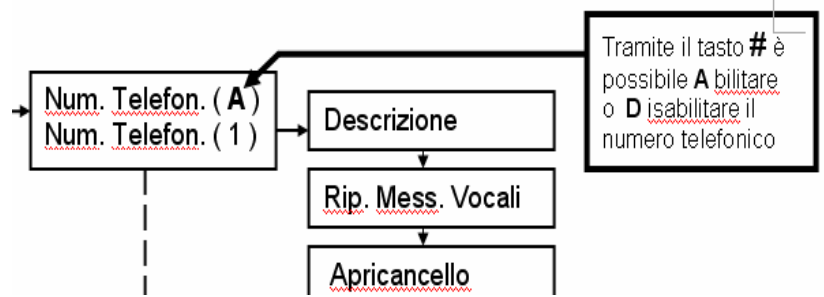 Num. Telefon. ( A )
Num. Telefon. ( 1 )
Descrizione
Rip. Mess. Vocali
Apricancello
Tramite il tasto # è
possibile A bilitare
o D isabilitare il
numero telefonico